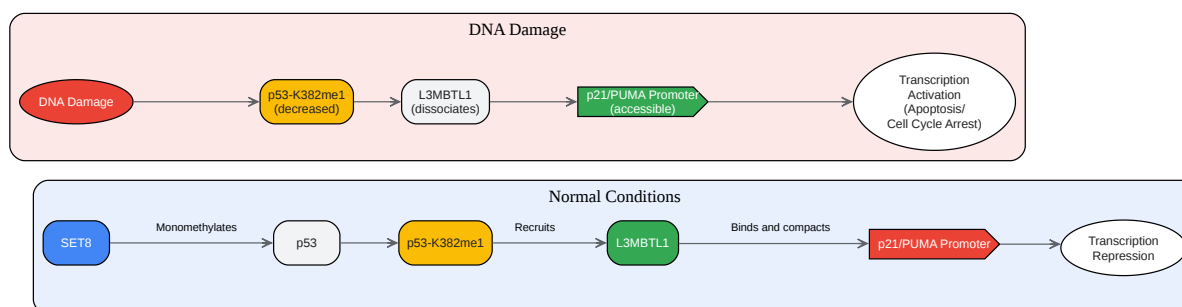 DNA Damage
DNA Damage
p53-K382me1
(decreased)
L3MBTL1
(dissociates)
p21/PUMA Promoter
(accessible)
Transcription
Activation
(Apoptosis/
Cell Cycle Arrest)
Normal Conditions
SET8
Monomethylates
p53
p53-K382me1
Recruits
L3MBTL1
Binds and compacts
p21/PUMA Promoter
Transcription
Repression